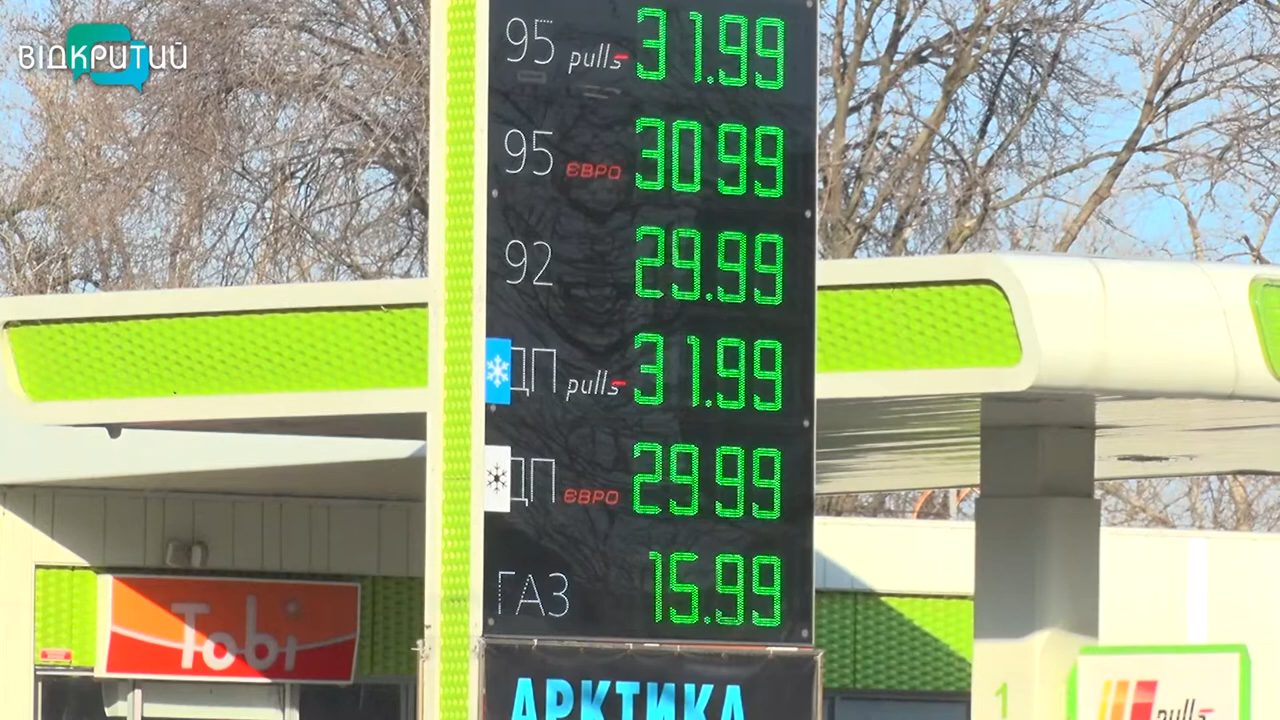 ВІДКРИТИЙ
95 pulls 31.99
95 ЄВРО 30.99
92 29.99
ДП pulls 31.99
ДП ЄВРО 29.99
ГАЗ 15.99
АРКТИКА
Tobi
1
pulls